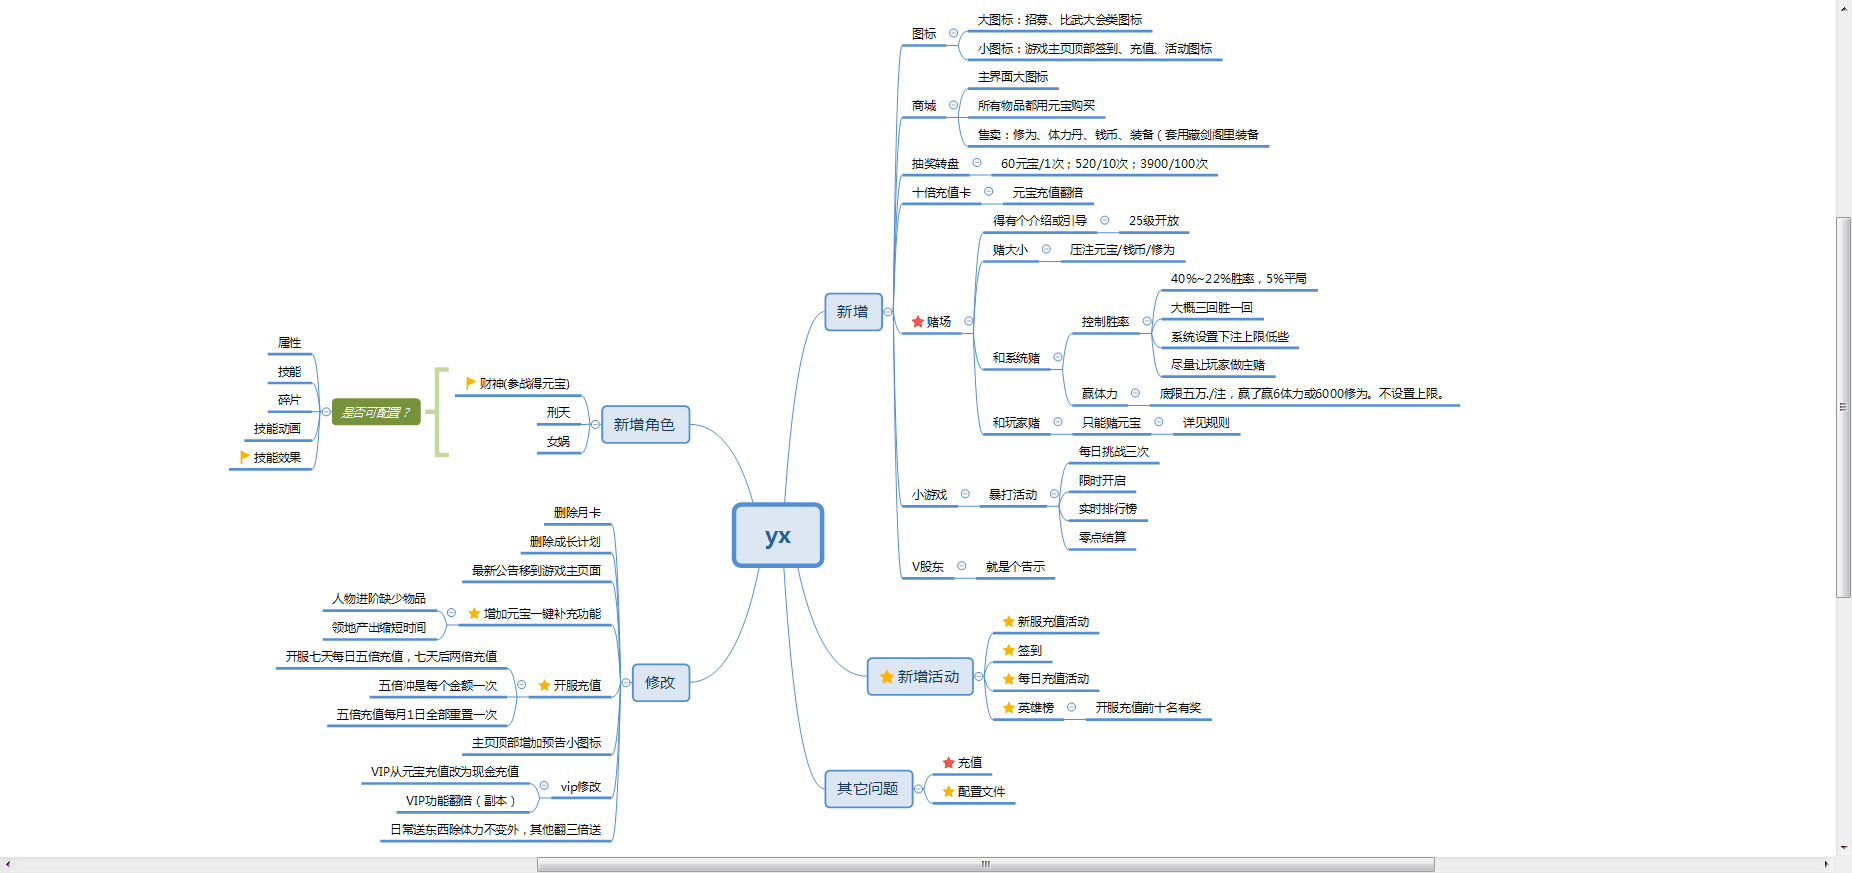 yx
新增
图标
大图标：招募、比武大会类图标
小图标：游戏主页顶部签到、充值、活动图标
商城
主界面大图标
所有物品都用元宝购买
售卖：修为、体力丹、钱币、装备（套用藏剑阁里装备
抽奖转盘
60元宝/1次；520/10次；3900/100次
十倍充值卡
元宝充值翻倍
赌场
得有个介绍或引导
25级开放
赌大小
压注元宝/钱币/修为
和系统赌
控制胜率
40%~22%胜率，5%平局
大概三回胜一回
系统设置下注上限低些
尽量让玩家做庄赌
赢体力
底限五万./注，赢了赢6体力或6000修为。不设置上限。
和玩家赌
只能赌元宝
详见规则
小游戏
暴打活动
每日挑战三次
限时开启
实时排行榜
零点结算
V股东
就是个告示
新增活动
新服充值活动
签到
每日充值活动
英雄榜
开服充值前十名有奖
其它问题
充值
配置文件
新增角色
财神(参战得元宝)
刑天
女娲
是否可配置？
属性
技能
碎片
技能动画
技能效果
修改
删除月卡
删除成长计划
最新公告移到游戏主页面
增加元宝一键补充功能
人物进阶缺少物品
领地产出缩短时间
开服充值
开服七天每日五倍充值，七天后两倍充值
五倍冲是每个金额一次
五倍充值每月1日全部重置一次
主页顶部增加预告小图标
vip修改
VIP从元宝充值改为现金充值
VIP功能翻倍（副本）
日常送东西除体力不变外，其他翻三倍送